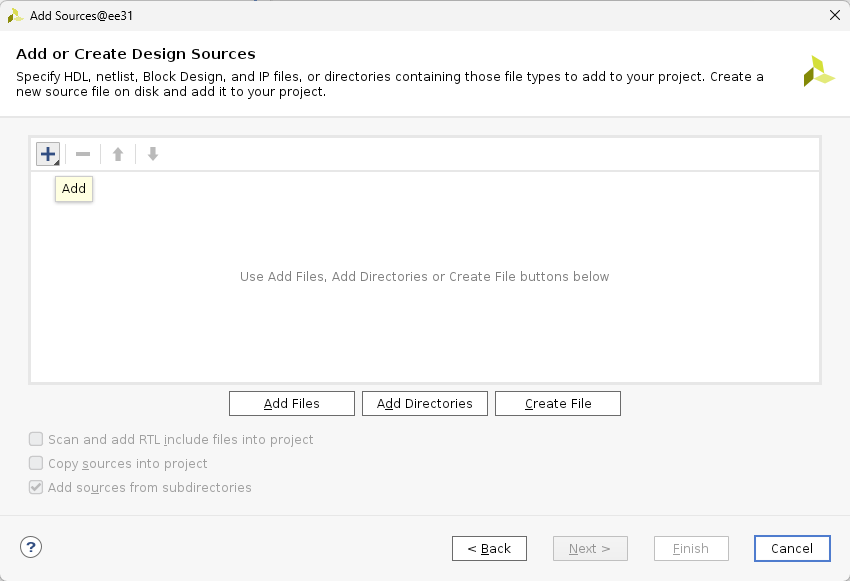 Add Sources@ee31
Add or Create Design Sources
Specify HDL, netlist, Block Design, and IP files, or directories containing those file types to add to your project. Create a
new source file on disk and add it to your project.
Add
Use Add Files, Add Directories or Create File buttons below
Add Files
Add Directories
Create File
Scan and add RTL include files into project
Copy sources into project
Add sources from subdirectories
?
< Back
Next >
Finish
Cancel